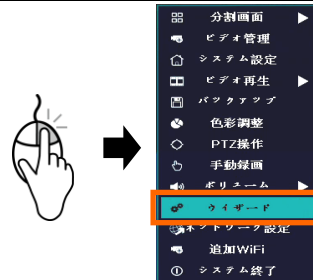 分割画面
ビデオ管理
システム設定
ビデオ再生
バックアップ
色彩調整
PTZ操作
手動録画
ボリューム
ウイザード
ネットワーク設定
追加WiFi
システム終了